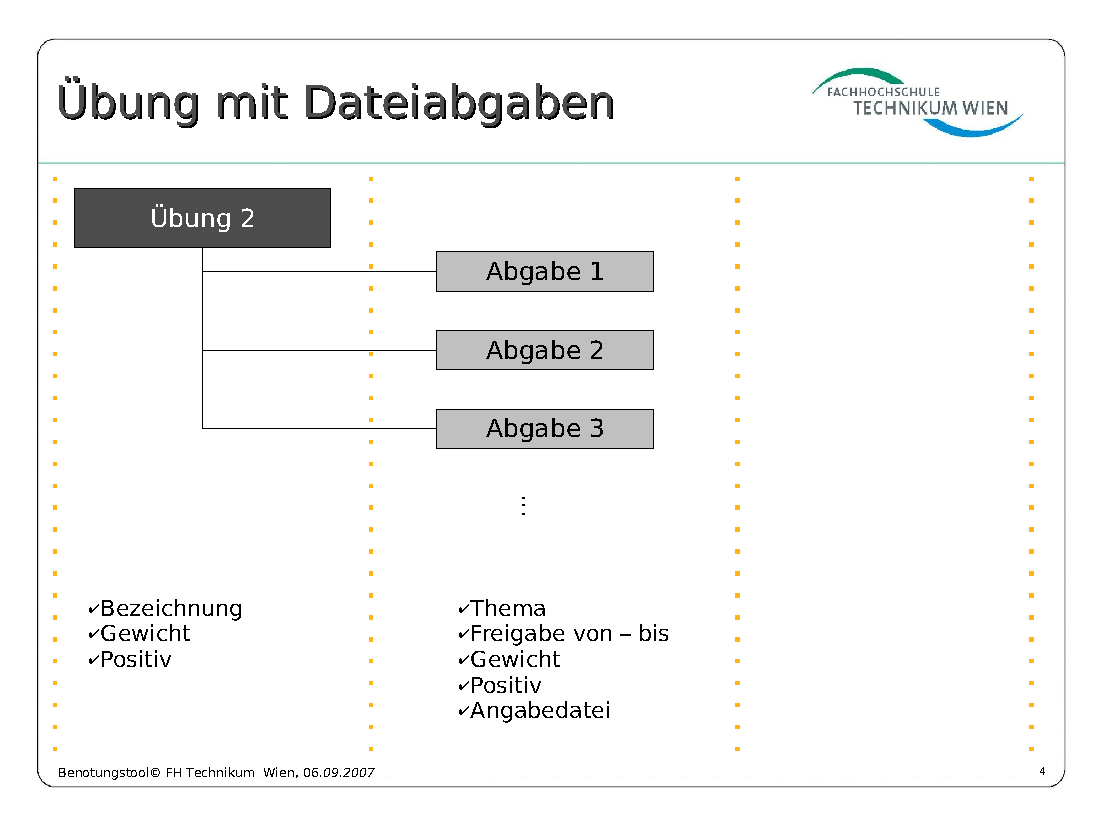 Übung mit Dateiabgaben
FACHHOCHSCHULE
TECHNIKUM WIEN
Übung 2
Abgabe 1
Abgabe 2
Abgabe 3
⋮
✔Bezeichnung
✔Gewicht
✔Positiv
✔Thema
✔Freigabe von – bis
✔Gewicht
✔Positiv
✔Angabedatei
Benotungstool© FH Technikum Wien, 06.09.2007
4